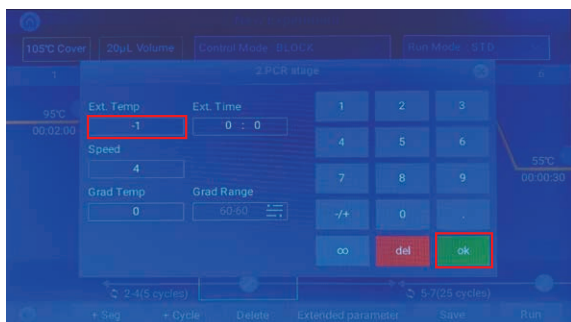 105℃ Cover 20μL Volume Control Mode : BLOCK Run Mode : STD
1 2.PCR stage 6
Ext. Temp Ext. Time 1 2 3
95℃ -1 0 : 0
00:02:00 Speed 4 5 6
4 55℃
Grad Temp Grad Range 7 8 9 00:00:30
0 60-60 -/+ 0 .
∞ del ok
2-4(5 cycles) 5-7(25 cycles)
+ Seg + Cycle Delete Extended parameter Save Run